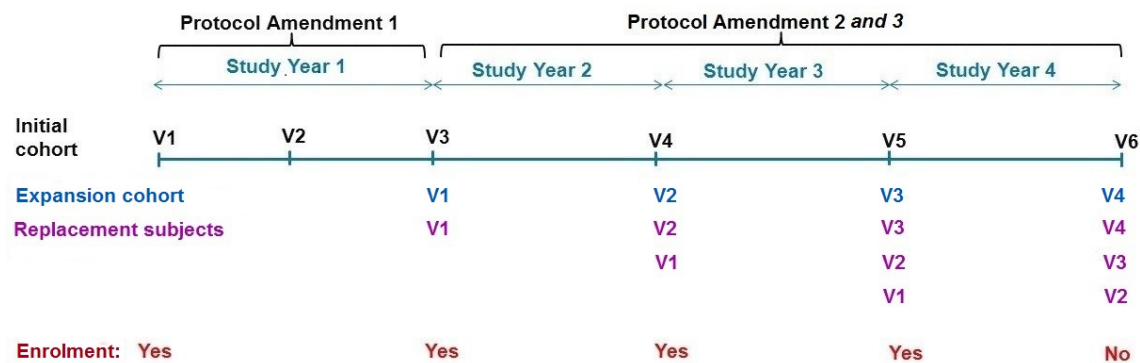 Protocol Amendment 1 Protocol Amendment 2 and 3
Study Year 1 Study Year 2 Study Year 3 Study Year 4
Initial cohort V1 V2 V3 V4 V5 V6
Expansion cohort V1 V2 V3 V4
Replacement subjects V1 V2 V3 V4
V1 V2 V3
V1 V2
Enrolment: Yes Yes Yes Yes No